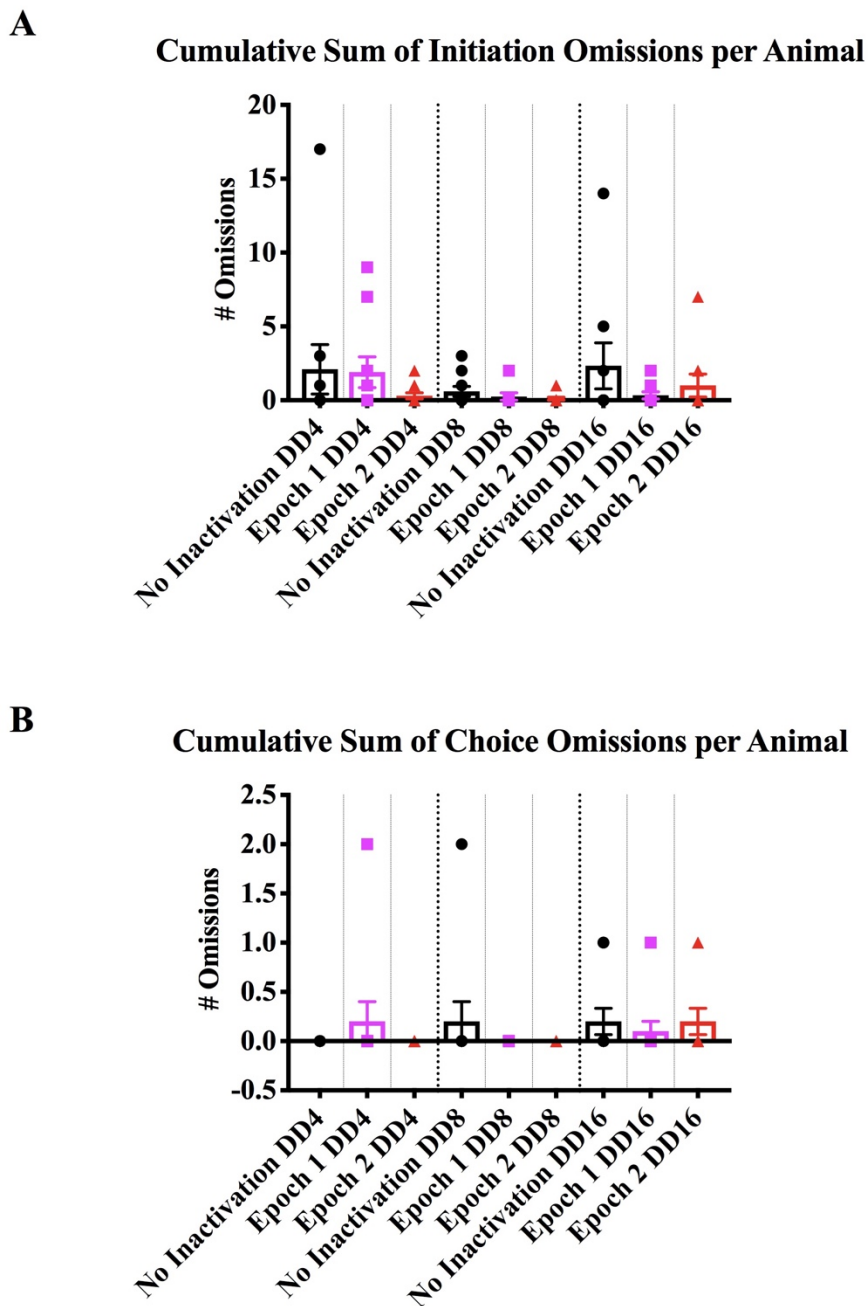 A
Cumulative Sum of Initiation Omissions per Animal
# Omissions
20
15
10
5
0
No Inactivation DD4
Epoch 1 DD4
Epoch 2 DD4
No Inactivation DD8
Epoch 1 DD8
Epoch 2 DD8
No Inactivation DD16
Epoch 1 DD16
Epoch 2 DD16
B
Cumulative Sum of Choice Omissions per Animal
# Omissions
2.5
2.0
1.5
1.0
0.5
0.0
-0.5
No Inactivation DD4
Epoch 1 DD4
Epoch 2 DD4
No Inactivation DD8
Epoch 1 DD8
Epoch 2 DD8
No Inactivation DD16
Epoch 1 DD16
Epoch 2 DD16